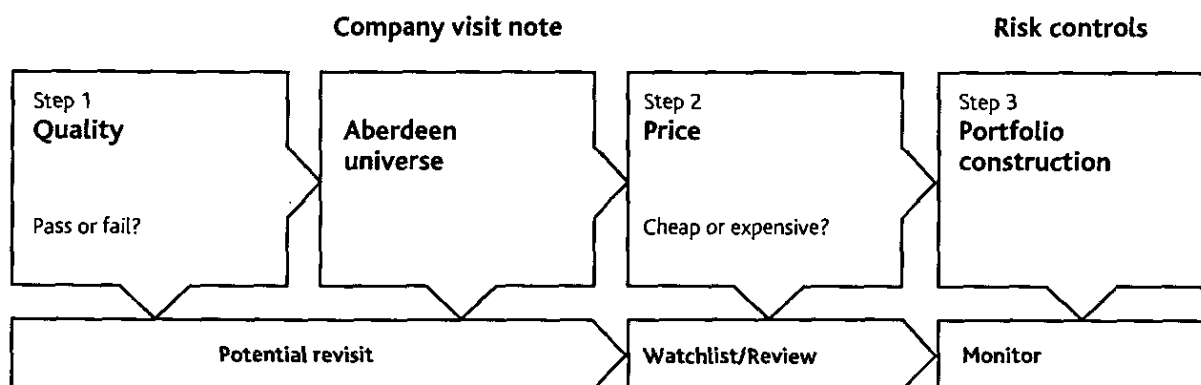 Company visit note
Risk controls
Step 1
Quality
Pass or fail?
Aberdeen
universe
Step 2
Price
Cheap or expensive?
Step 3
Portfolio
construction
Potential revisit
Watchlist/Review
Monitor